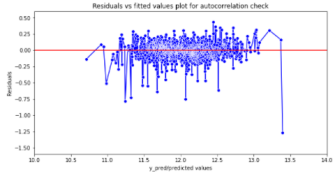 Residuals vs fitted values plot for autocorrelation check
0.50
0.25
0.00
-0.25
-0.50
-0.75
-1.00
-1.25
-1.50
Residuals
10.0 10.5 11.0 11.5 12.0 12.5 13.0 13.5 14.0
y_pred/predicted values